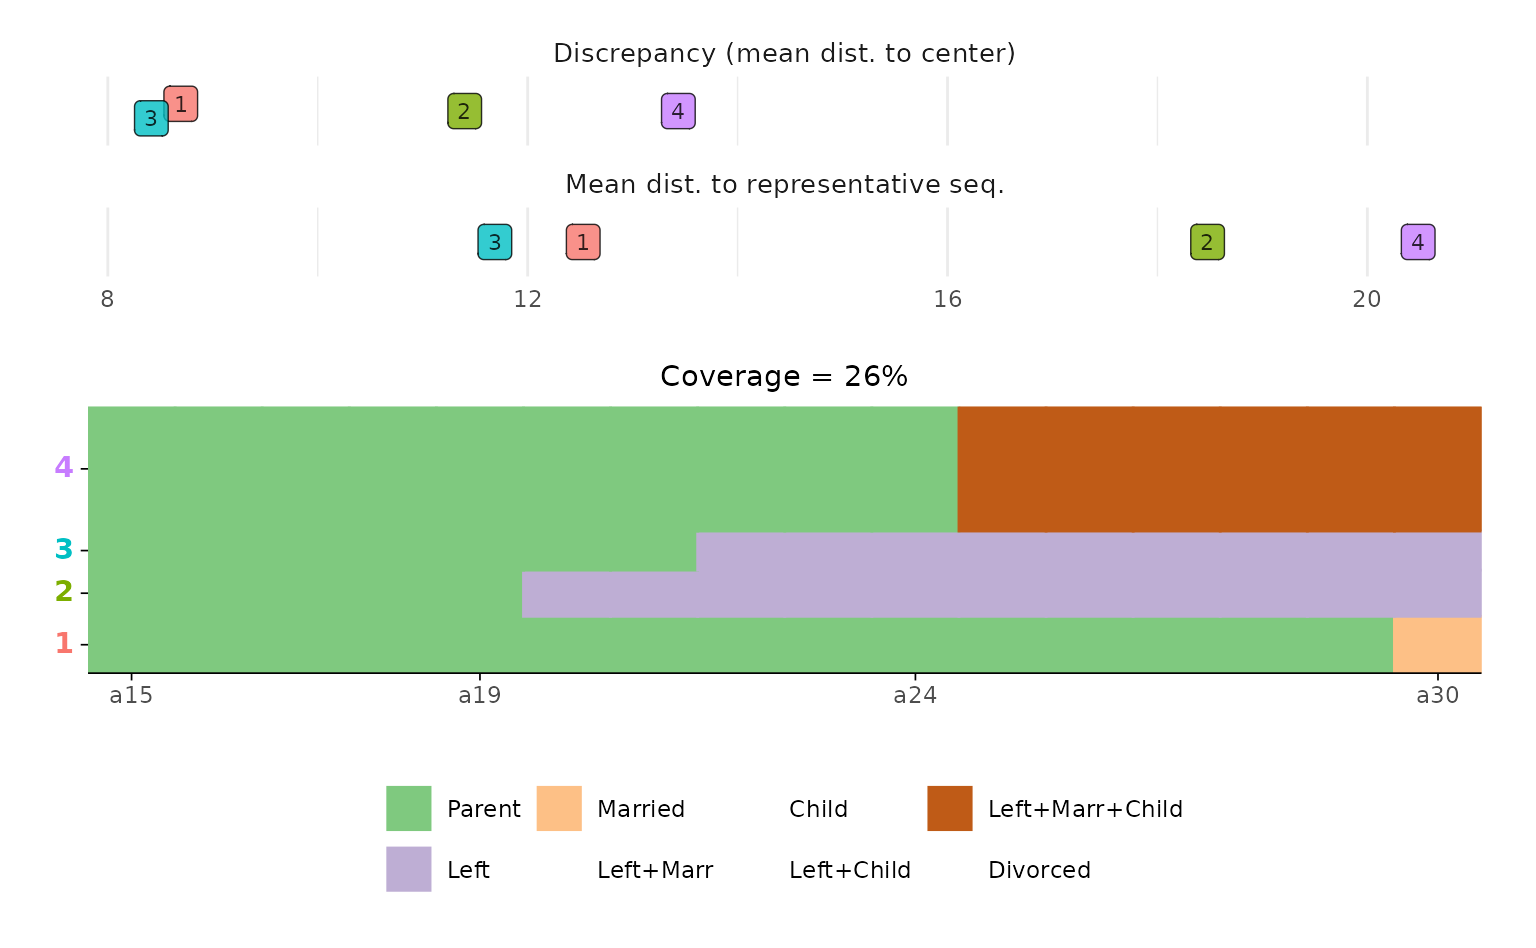 Discrepancy (mean dist. to center)
3 1 2 4
Mean dist. to representative seq.
3 1 2 4
8 12 16 20
Coverage = 26%
4
3
2
1
a15 a19 a24 a30
Parent Married Child Left+Marr+Child
Left Left+Marr Left+Child Divorced